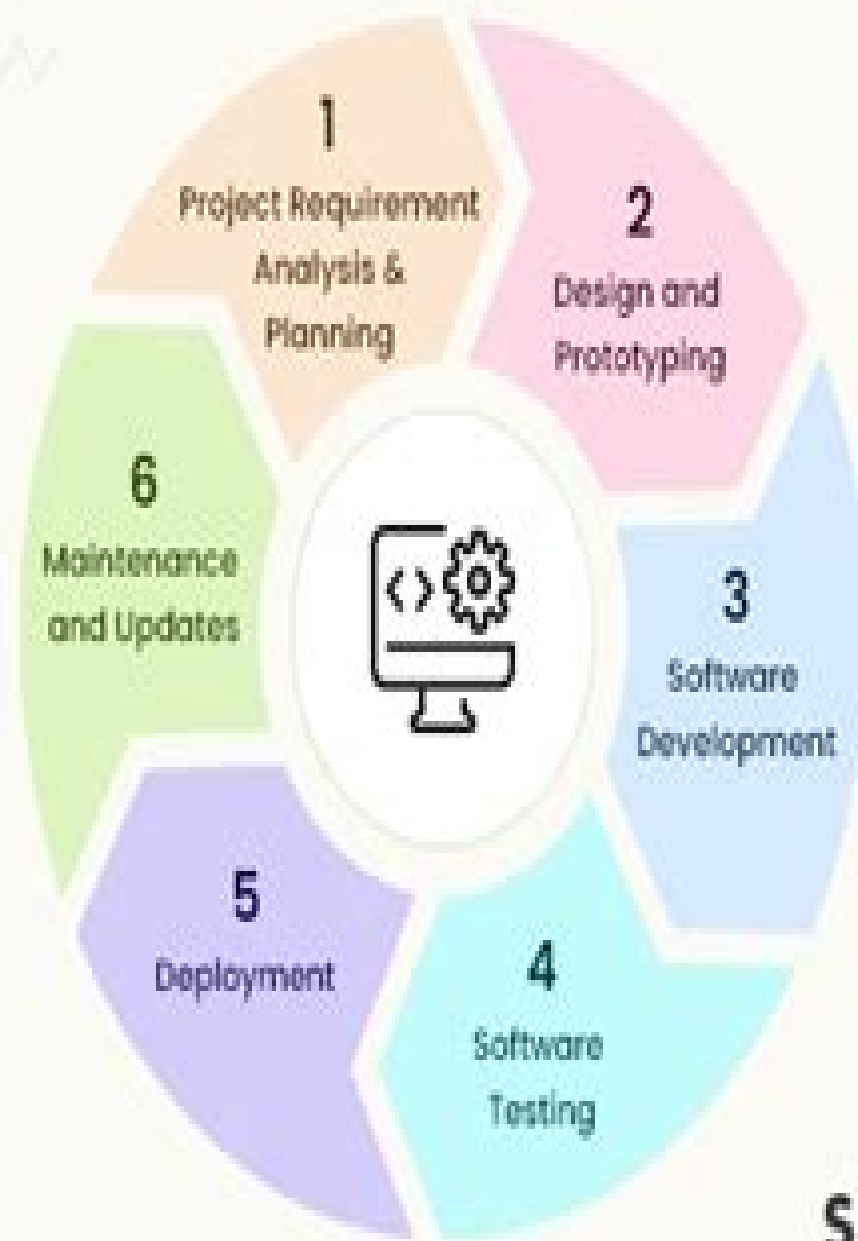 1
Project Requirement
Analysis &
Planning
2
Design and
Prototyping
3
Software
Development
4
Software
Testing
5
Deployment
6
Maintenance
and Updates
S